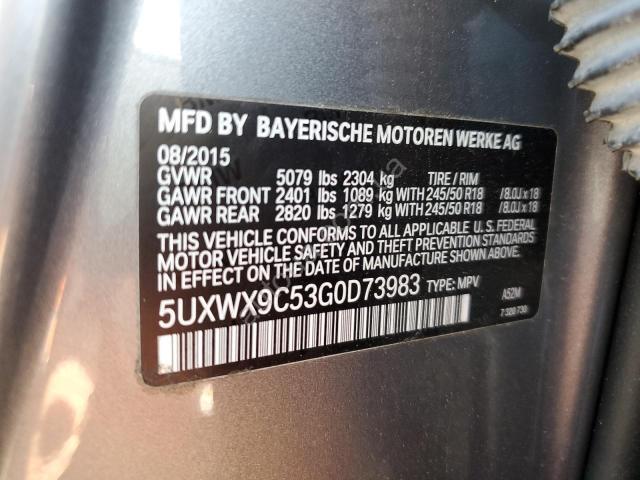 MFD BY BAYERISCHE MOTOREN WERKE AG
08/2015
GVWR 5079 lbs 2304 kg TIRE / RIM
GAWR FRONT 2401 lbs 1089 kg WITH 245/50 R18 / 8.0J x 18
GAWR REAR 2820 lbs 1279 kg WITH 245/50 R18 / 8.0J x 18
THIS VEHICLE CONFORMS TO ALL APPLICABLE U. S. FEDERAL
MOTOR VEHICLE SAFETY AND THEFT PREVENTION STANDARDS
IN EFFECT ON THE DATE OF MANUFACTURE SHOWN ABOVE.
5UXWX9C53G0D73983 TYPE: MPV A52M
7 320 730